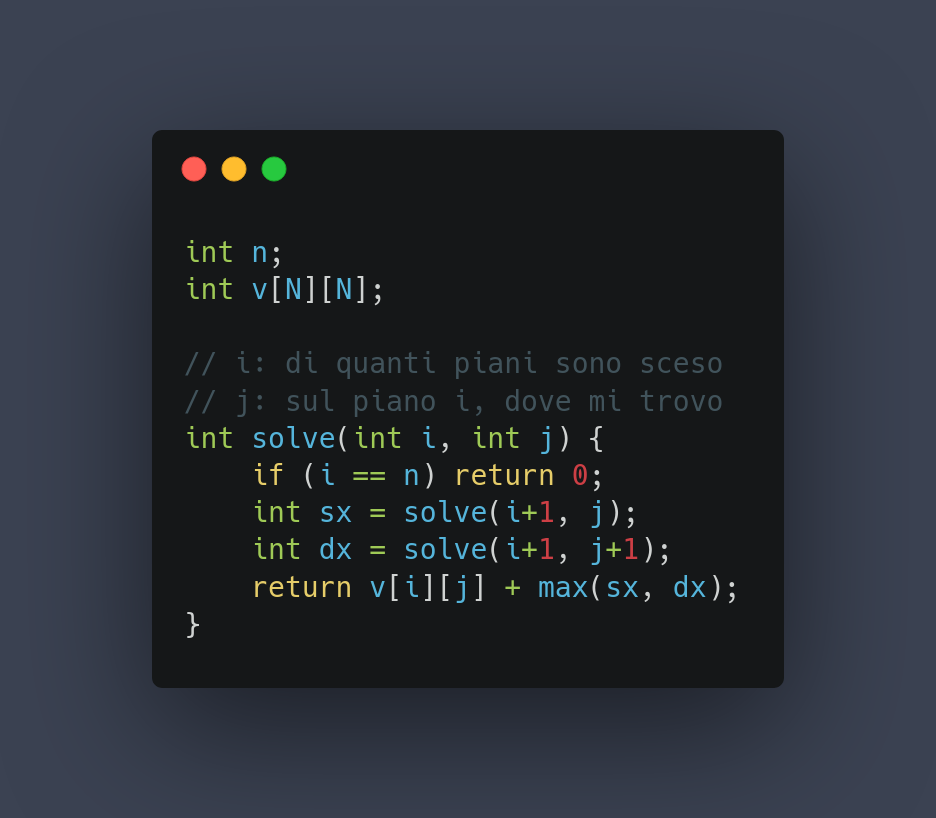 int n;
int v[N][N];

// i: di quanti piani sono sceso
// j: sul piano i, dove mi trovo
int solve(int i, int j) {
    if (i == n) return 0;
    int sx = solve(i+1, j);
    int dx = solve(i+1, j+1);
    return v[i][j] + max(sx, dx);
}